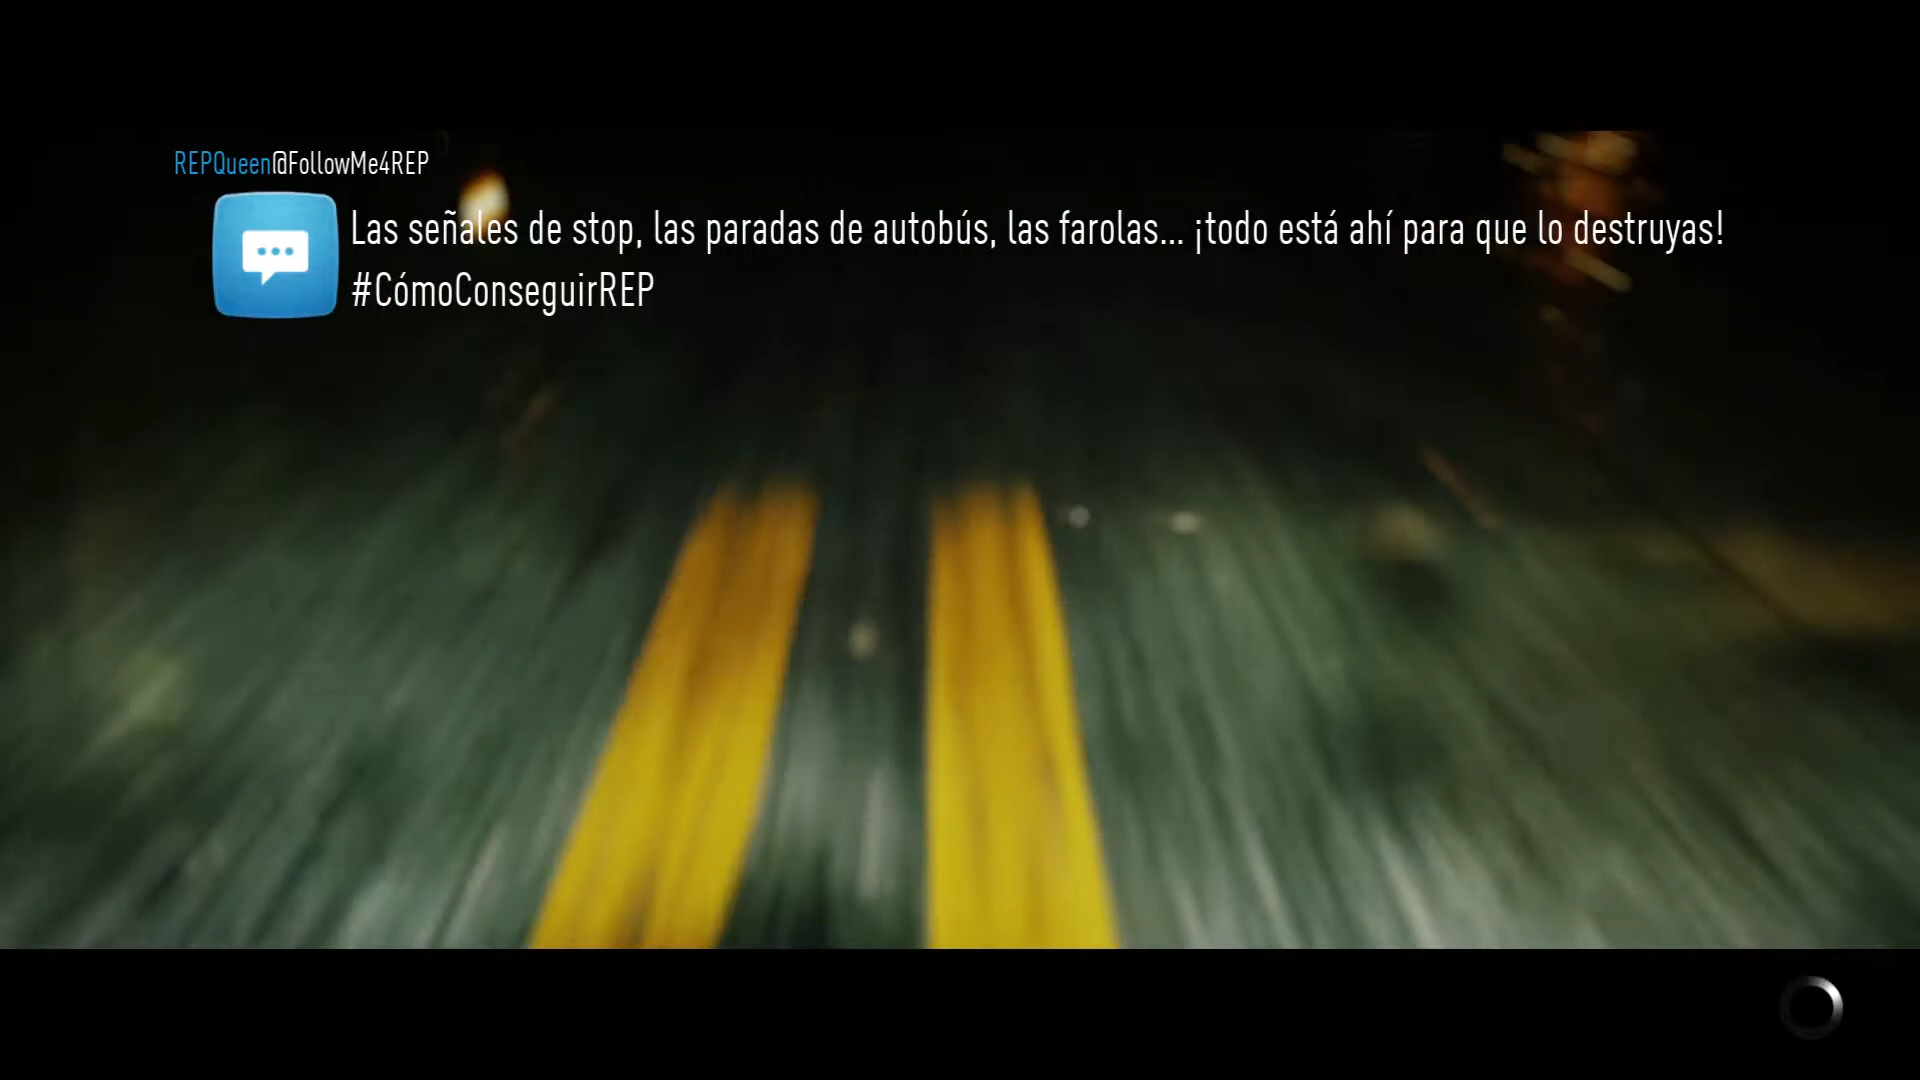 REPQueen@FollowMe4REP
Las señales de stop, las paradas de autobús, las farolas... ¡todo está ahí para que lo destruyas!
#CómoConseguirREP